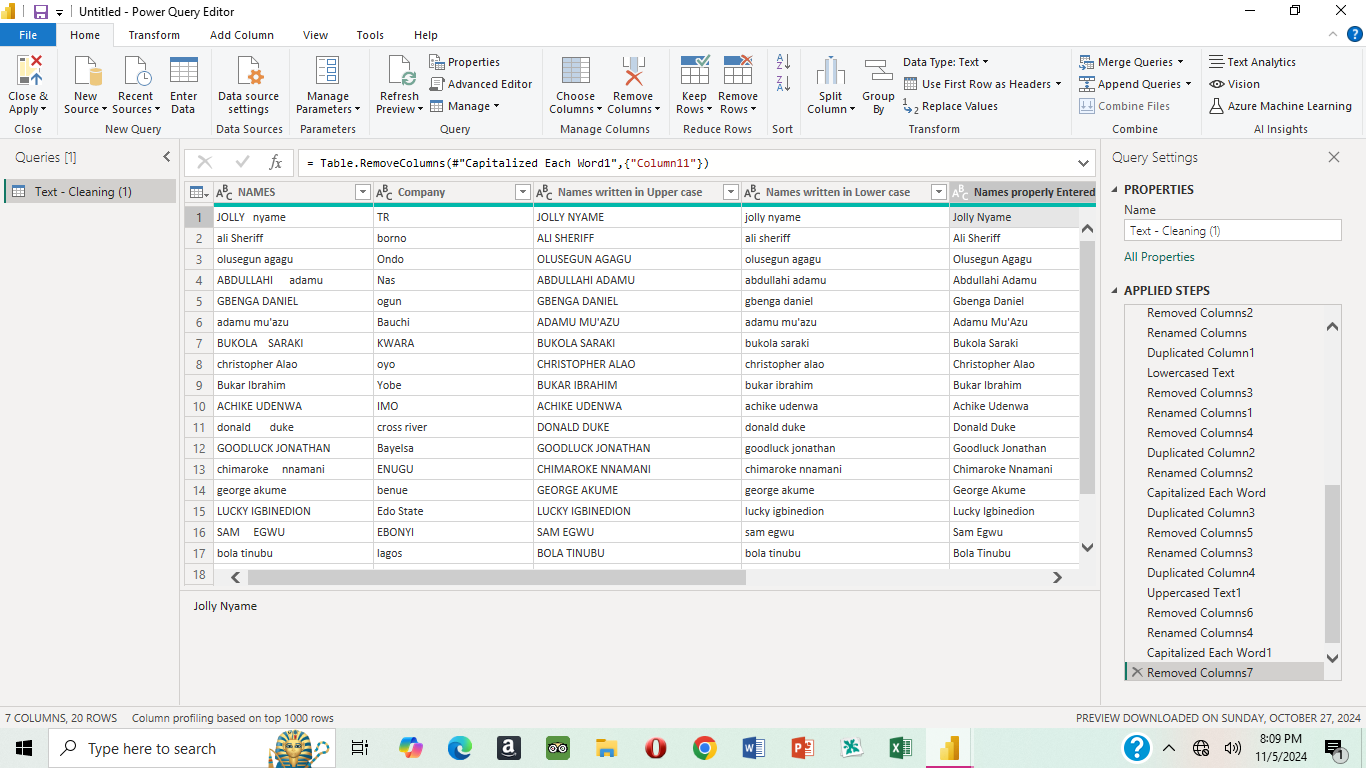 Untitled - Power Query Editor
File Home Transform Add Column View Tools Help
Close & Apply
New Source
Recent Sources
Enter Data
Data source settings
Manage Parameters
Refresh Preview
Properties
Advanced Editor
Manage
Choose Columns
Remove Columns
Keep Rows
Remove Rows
Split Column
Group By
Data Type: Text
Use First Row as Headers
Replace Values
Merge Queries
Append Queries
Combine Files
Text Analytics
Vision
Azure Machine Learning
Close New Query Data Sources Parameters Query Manage Columns Reduce Rows Sort Transform Combine AI Insights
Queries [1]
Text - Cleaning (1)
fx = Table.RemoveColumns(#"Capitalized Each Word1",{"Column11"})
NAMES Company Names written in Upper case Names written in Lower case Names properly Entered
1 JOLLY nyame TR JOLLY NYAME jolly nyame Jolly Nyame
2 ali Sheriff borno ALI SHERIFF ali sheriff Ali Sheriff
3 olusegun agagu Ondo OLUSEGUN AGAGU olusegun agagu Olusegun Agagu
4 ABDULLAHI adamu Nas ABDULLAHI ADAMU abdullahi adamu Abdullahi Adamu
5 GBENGA DANIEL ogun GBENGA DANIEL gbenga daniel Gbenga Daniel
6 adamu mu'azu Bauchi ADAMU MU'AZU adamu mu'azu Adamu Mu'Azu
7 BUKOLA SARAKI KWARA BUKOLA SARAKI bukola saraki Bukola Saraki
8 christopher Alao oyo CHRISTOPHER ALAO christopher alao Christopher Alao
9 Bukar Ibrahim Yobe BUKAR IBRAHIM bukar ibrahim Bukar Ibrahim
10 ACHIKE UDENWA IMO ACHIKE UDENWA achike udenwa Achike Udenwa
11 donald duke cross river DONALD DUKE donald duke Donald Duke
12 GOODLUCK JONATHAN Bayelsa GOODLUCK JONATHAN goodluck jonathan Goodluck Jonathan
13 chimaroke nnamani ENUGU CHIMAROKE NNAMANI chimaroke nnamani Chimaroke Nnamani
14 george akume benue GEORGE AKUME george akume George Akume
15 LUCKY IGBINEDION Edo State LUCKY IGBINEDION lucky igbinedion Lucky Igbinedion
16 SAM EGWU EBONYI SAM EGWU sam egwu Sam Egwu
17 bola tinubu lagos BOLA TINUBU bola tinubu Bola Tinubu
18
Jolly Nyame
Query Settings
PROPERTIES
Name
Text - Cleaning (1)
All Properties
APPLIED STEPS
Removed Columns2
Renamed Columns
Duplicated Column1
Lowercased Text
Removed Columns3
Renamed Columns1
Removed Columns4
Duplicated Column2
Renamed Columns2
Capitalized Each Word
Duplicated Column3
Removed Columns5
Renamed Columns3
Duplicated Column4
Uppercased Text1
Removed Columns6
Renamed Columns4
Capitalized Each Word1
Removed Columns7
7 COLUMNS, 20 ROWS Column profiling based on top 1000 rows PREVIEW DOWNLOADED ON SUNDAY, OCTOBER 27, 2024
Type here to search
8:09 PM
11/5/2024
1